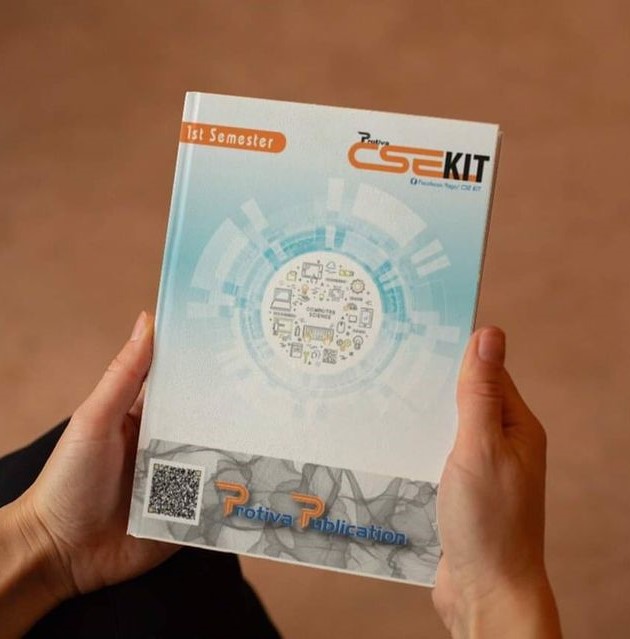 1st Semester
Protiva
CSE KIT
Facebook Page/ CSE KIT
COMPUTER
SCIENCE
Protiva Publication